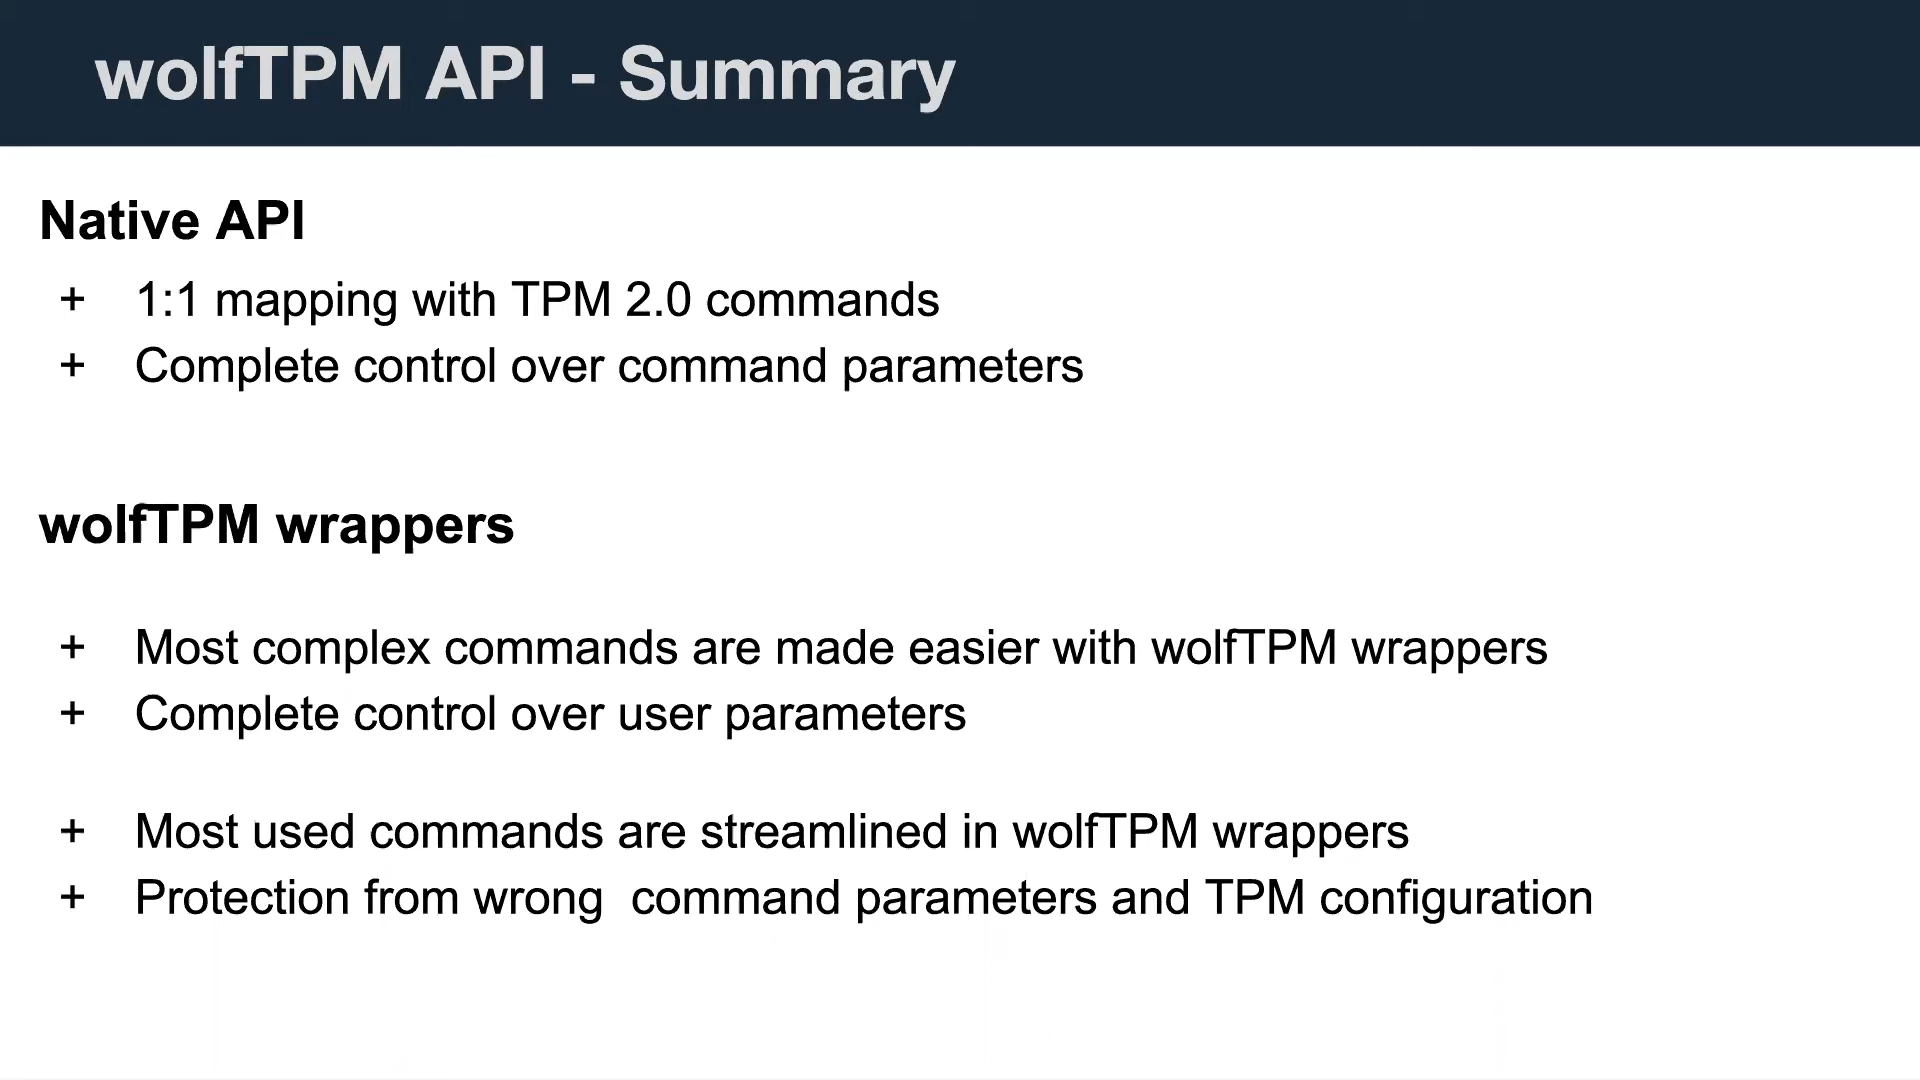 wolfTPM API - Summary
Native API
+ 1:1 mapping with TPM 2.0 commands
+ Complete control over command parameters
wolfTPM wrappers
+ Most complex commands are made easier with wolfTPM wrappers
+ Complete control over user parameters
+ Most used commands are streamlined in wolfTPM wrappers
+ Protection from wrong  command parameters and TPM configuration